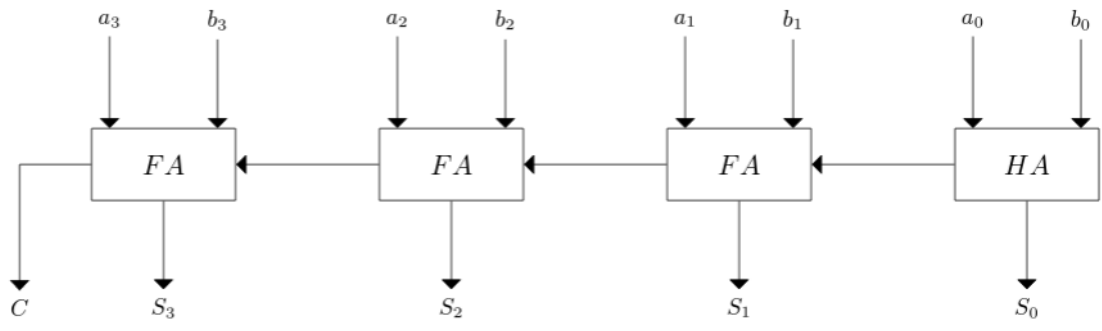 a₃ b₃ a₂ b₂ a₁ b₁ a₀ b₀
FA FA FA HA
C S₃ S₂ S₁ S₀